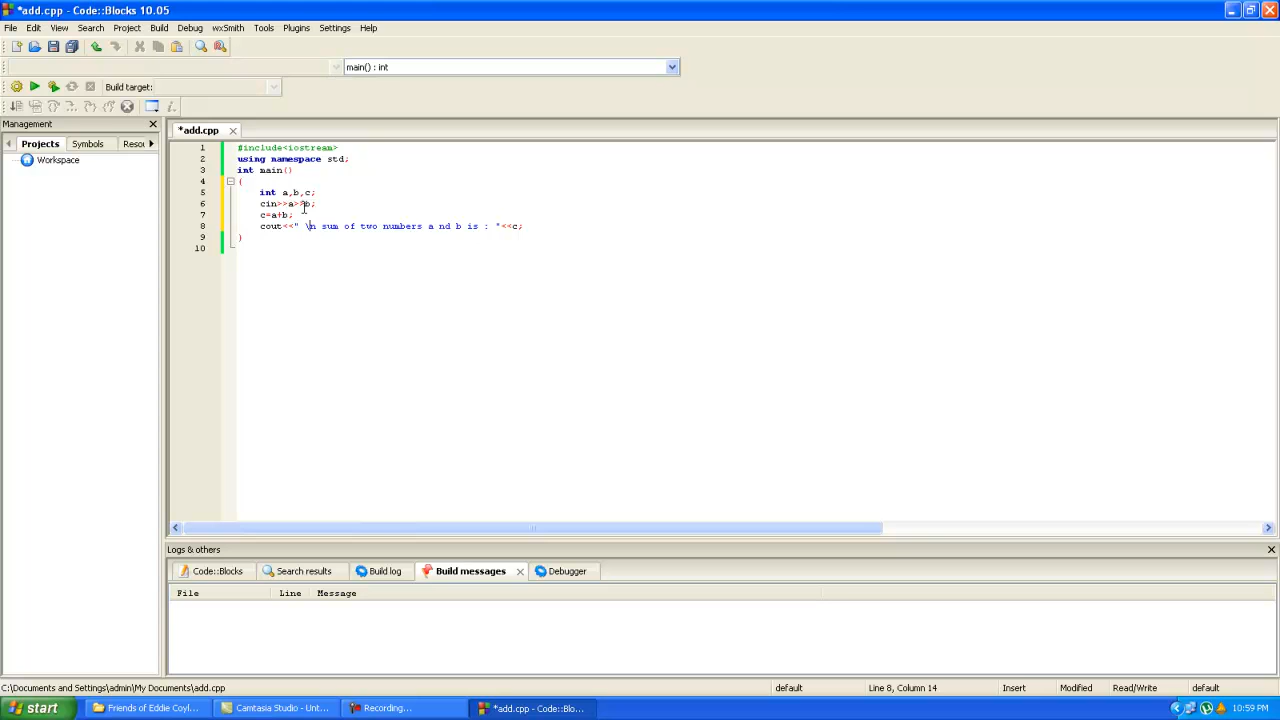 *add.cpp - Code::Blocks 10.05
File Edit View Search Project Build Debug wxSmith Tools Plugins Settings Help
main() : int
Build target:
Management
*add.cpp
Projects Symbols Resou
Workspace
1 #include<iostream>
2 using namespace std;
3 int main()
4 {
5 int a,b,c;
6 cin>>a>>b;
7 c=a+b;
8 cout<<" \n sum of two numbers a nd b is : "<<c;
9 }
10
Logs & others
Code::Blocks Search results Build log Build messages Debugger
File Line Message
C:\Documents and Settings\admin\My Documents\add.cpp default Line 8, Column 14 Insert Modified Read/Write default
start Friends of Eddie Coyl... Camtasia Studio - Unt... Recording... *add.cpp - Code::Blo... 10:59 PM